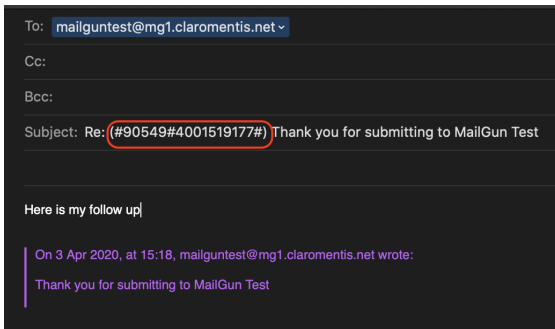 To: mailguntest@mg1.claromentis.net
Cc:
Bcc:
Subject: Re: (#90549#4001519177#) Thank you for submitting to MailGun Test
Here is my follow up
On 3 Apr 2020, at 15:18, mailguntest@mg1.claromentis.net wrote:
Thank you for submitting to MailGun Test